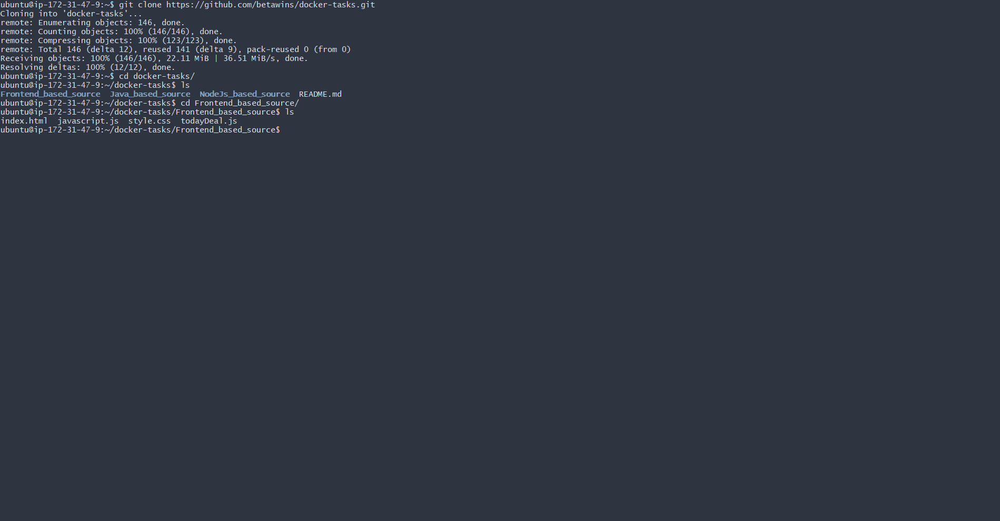 ubuntu@ip-172-31-47-9:~$ git clone https://github.com/betawins/docker-tasks.git
Cloning into 'docker-tasks'...
remote: Enumerating objects: 146, done.
remote: Counting objects: 100% (146/146), done.
remote: Compressing objects: 100% (123/123), done.
remote: Total 146 (delta 12), reused 141 (delta 9), pack-reused 0 (from 0)
Receiving objects: 100% (146/146), 22.11 MiB | 36.51 MiB/s, done.
Resolving deltas: 100% (12/12), done.
ubuntu@ip-172-31-47-9:~$ cd docker-tasks/
ubuntu@ip-172-31-47-9:~/docker-tasks$ ls
Frontend_based_source  Java_based_source  NodeJs_based_source  README.md
ubuntu@ip-172-31-47-9:~/docker-tasks$ cd Frontend_based_source/
ubuntu@ip-172-31-47-9:~/docker-tasks/Frontend_based_source$ ls
index.html  javascript.js  style.css  todayDeal.js
ubuntu@ip-172-31-47-9:~/docker-tasks/Frontend_based_source$